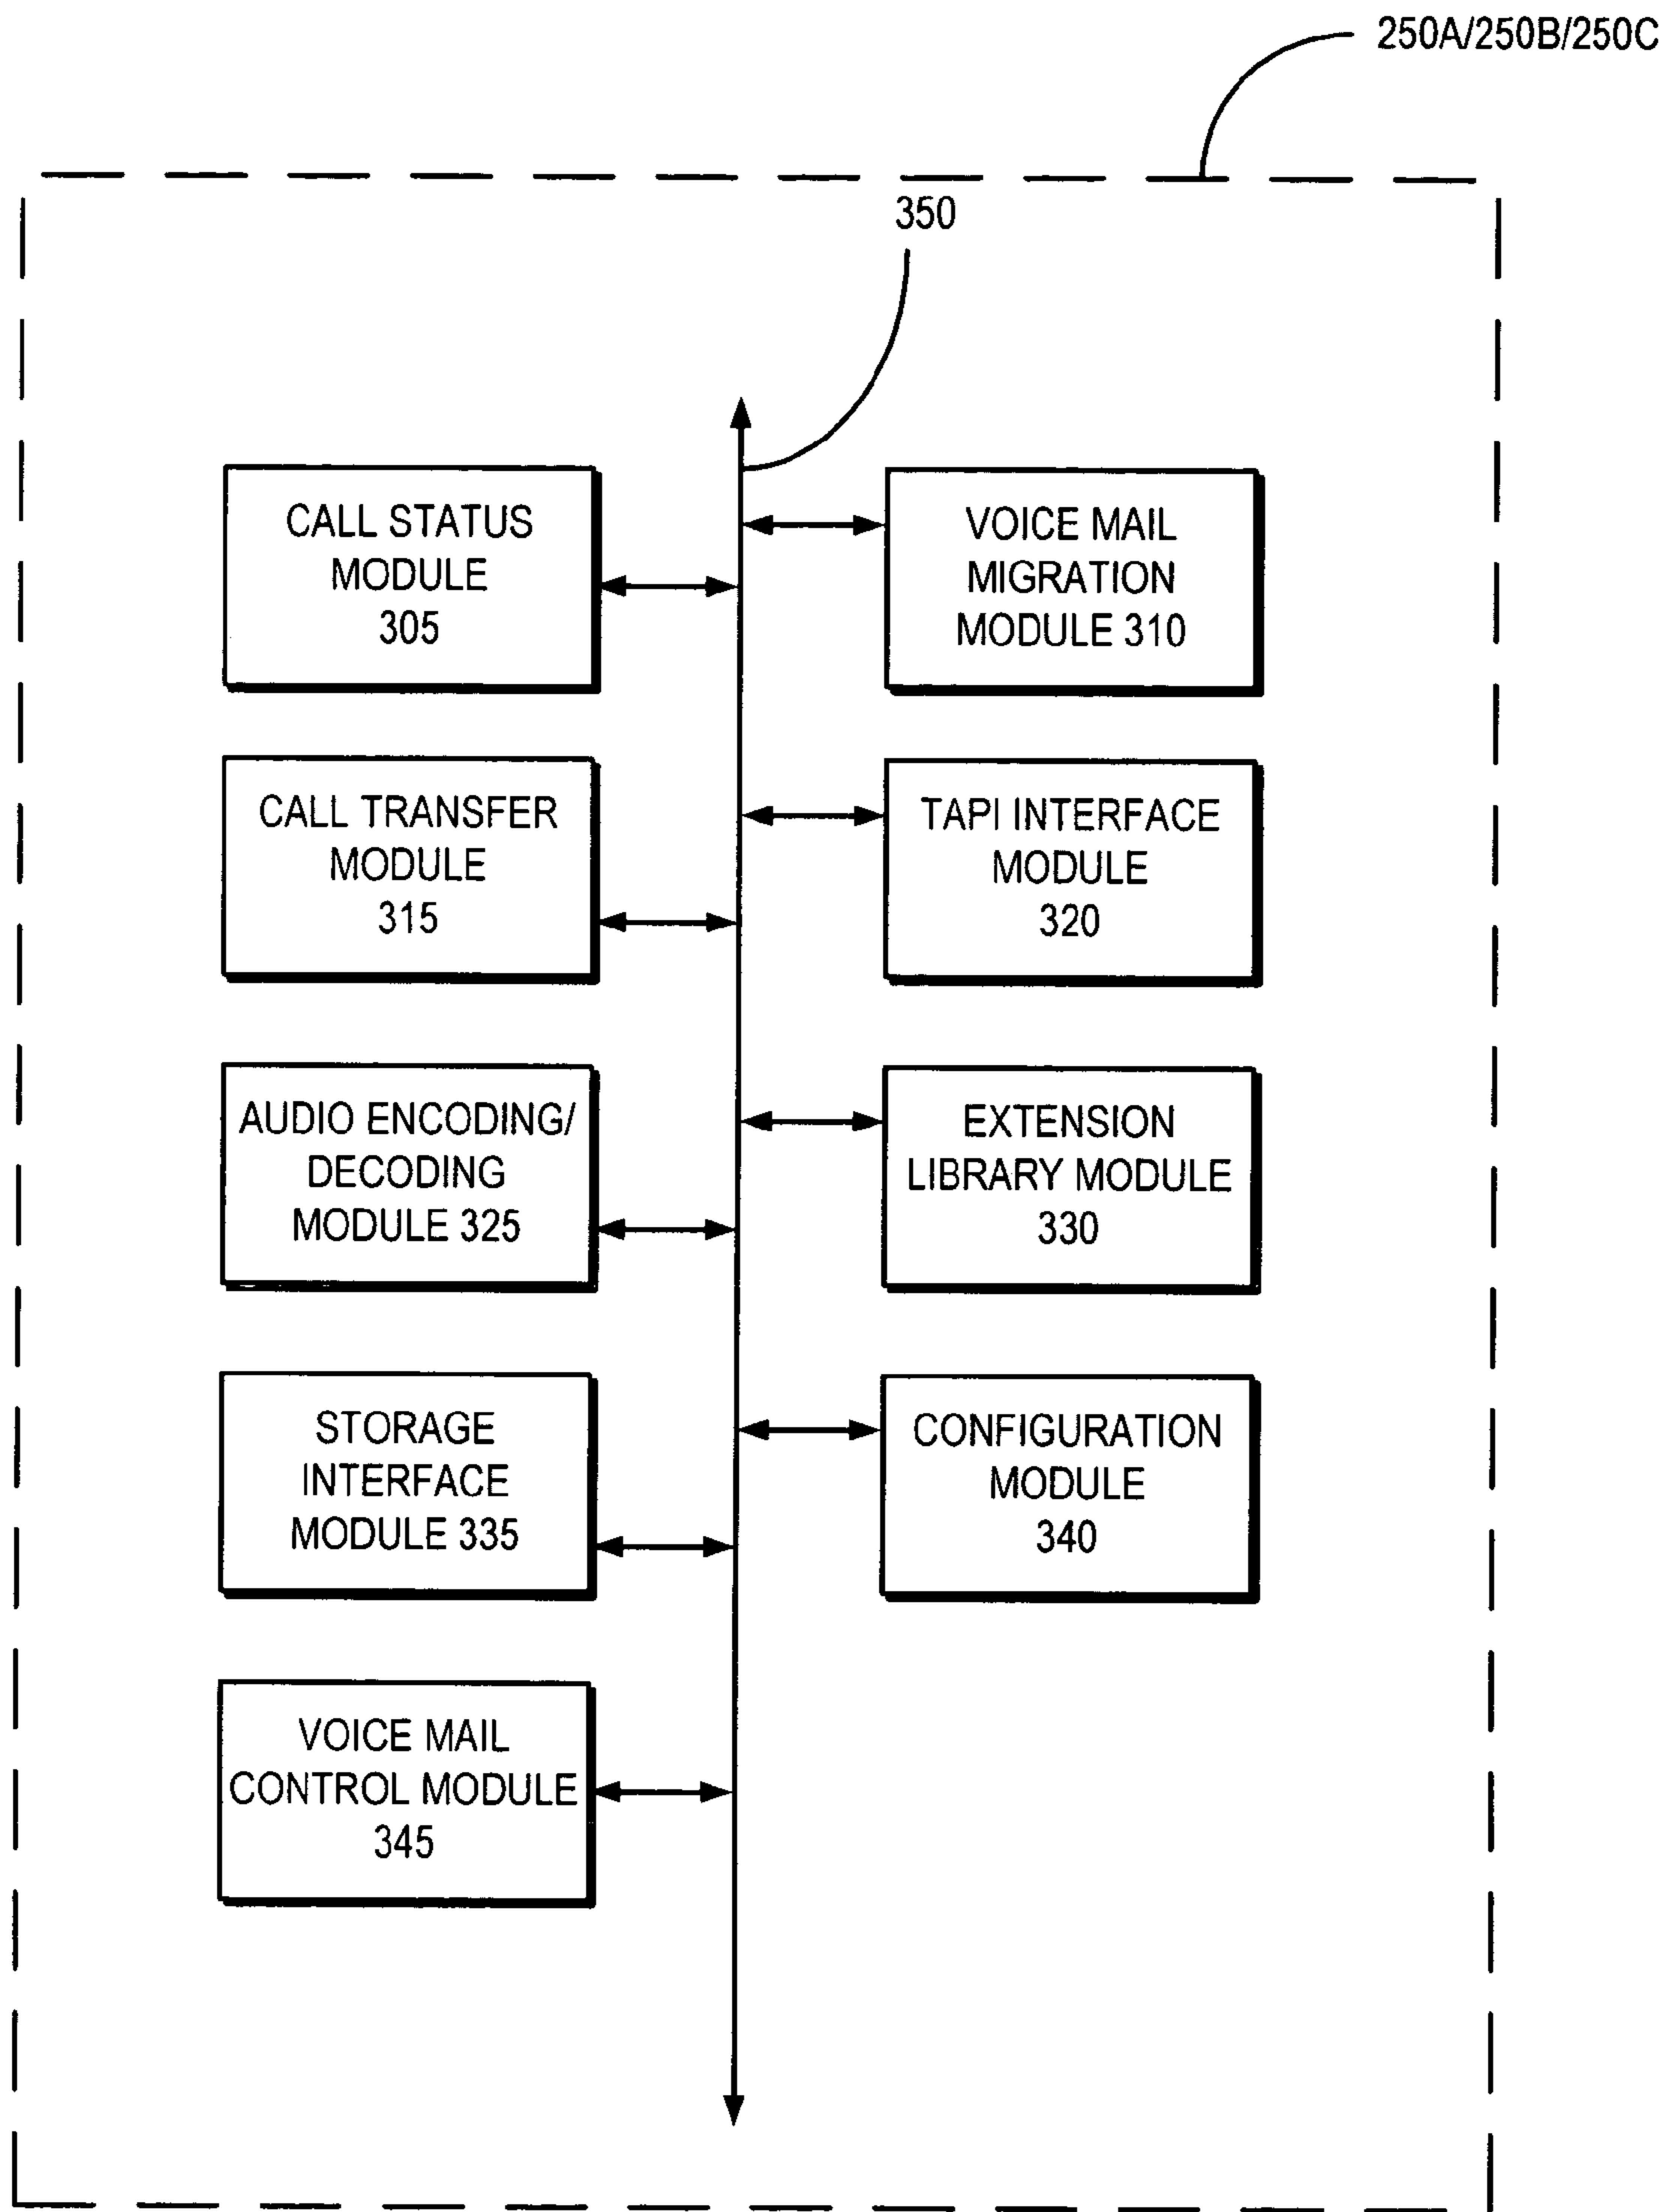 250A/250B/250C
350
CALL STATUS
MODULE
305
VOICE MAIL
MIGRATION
MODULE 310
CALL TRANSFER
MODULE
315
TAPI INTERFACE
MODULE
320
AUDIO ENCODING/
DECODING
MODULE 325
EXTENSION
LIBRARY MODULE
330
STORAGE
INTERFACE
MODULE 335
CONFIGURATION
MODULE
340
VOICE MAIL
CONTROL MODULE
345